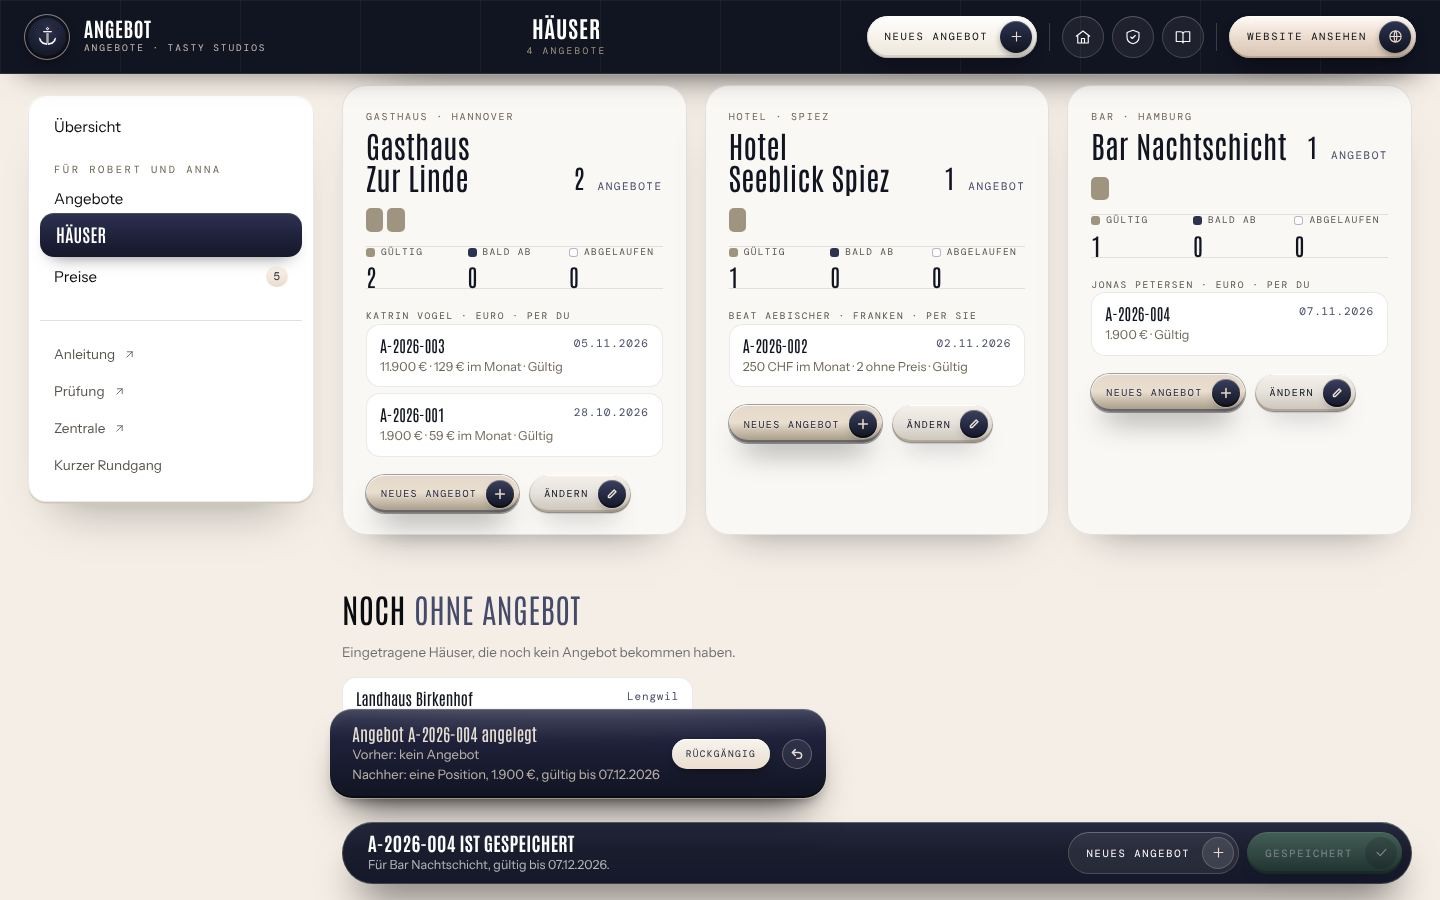 ANGEBOT
ANGEBOTE · TASTY STUDIOS
HÄUSER
4 ANGEBOTE
NEUES ANGEBOT
WEBSITE ANSEHEN
Übersicht
FÜR ROBERT UND ANNA
Angebote
HÄUSER
Preise 5
Anleitung
Prüfung
Zentrale
Kurzer Rundgang
GASTHAUS · HANNOVER
Gasthaus
Zur Linde 2 ANGEBOTE
GÜLTIG BALD AB ABGELAUFEN
2 0 0
KATRIN VOGEL · EURO · PER DU
A-2026-003 05.11.2026
11.900 € · 129 € im Monat · Gültig
A-2026-001 28.10.2026
1.900 € · 59 € im Monat · Gültig
NEUES ANGEBOT ÄNDERN
HOTEL · SPIEZ
Hotel
Seeblick Spiez 1 ANGEBOT
GÜLTIG BALD AB ABGELAUFEN
1 0 0
BEAT AEBISCHER · FRANKEN · PER SIE
A-2026-002 02.11.2026
250 CHF im Monat · 2 ohne Preis · Gültig
NEUES ANGEBOT ÄNDERN
BAR · HAMBURG
Bar Nachtschicht 1 ANGEBOT
GÜLTIG BALD AB ABGELAUFEN
1 0 0
JONAS PETERSEN · EURO · PER DU
A-2026-004 07.11.2026
1.900 € · Gültig
NEUES ANGEBOT ÄNDERN
NOCH OHNE ANGEBOT
Eingetragene Häuser, die noch kein Angebot bekommen haben.
Landhaus Birkenhof Lengwil
Angebot A-2026-004 angelegt
Vorher: kein Angebot
Nachher: eine Position, 1.900 €, gültig bis 07.12.2026
RÜCKGÄNGIG
A-2026-004 IST GESPEICHERT
Für Bar Nachtschicht, gültig bis 07.12.2026.
NEUES ANGEBOT
GESPEICHERT